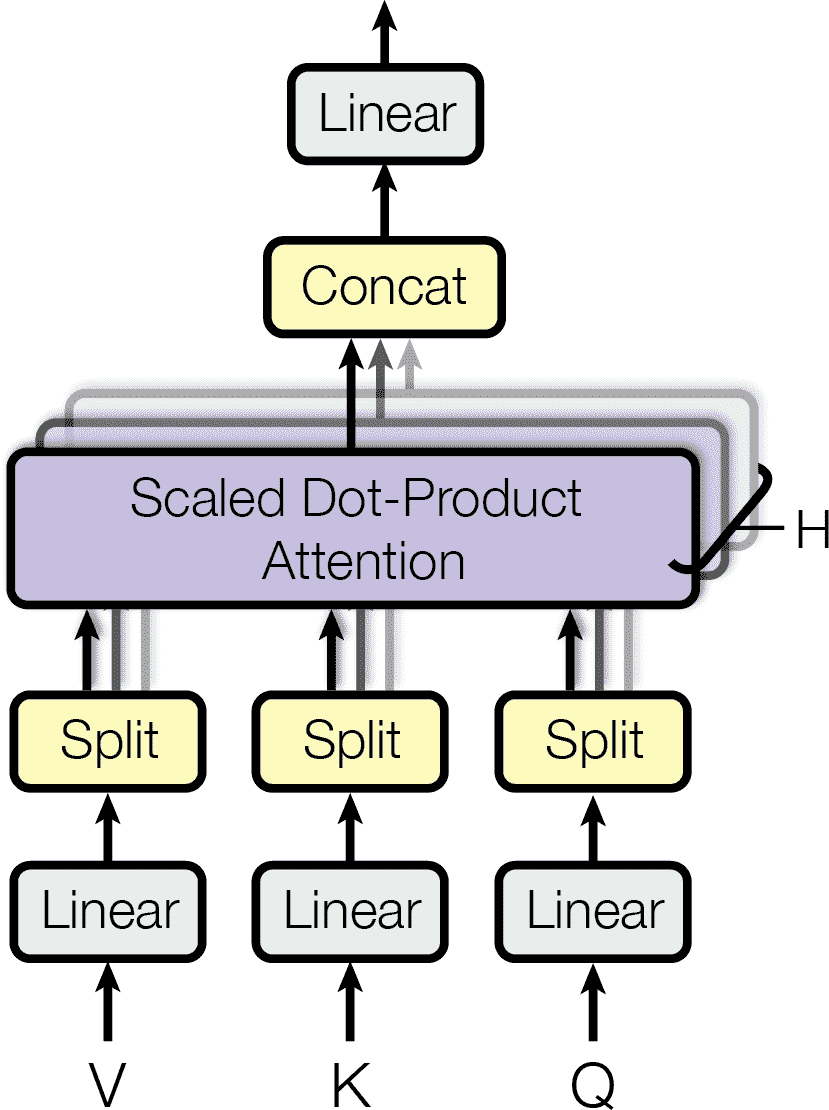 Linear
Concat
Scaled Dot-Product
Attention
H
Split Split Split
Linear Linear Linear
V K Q